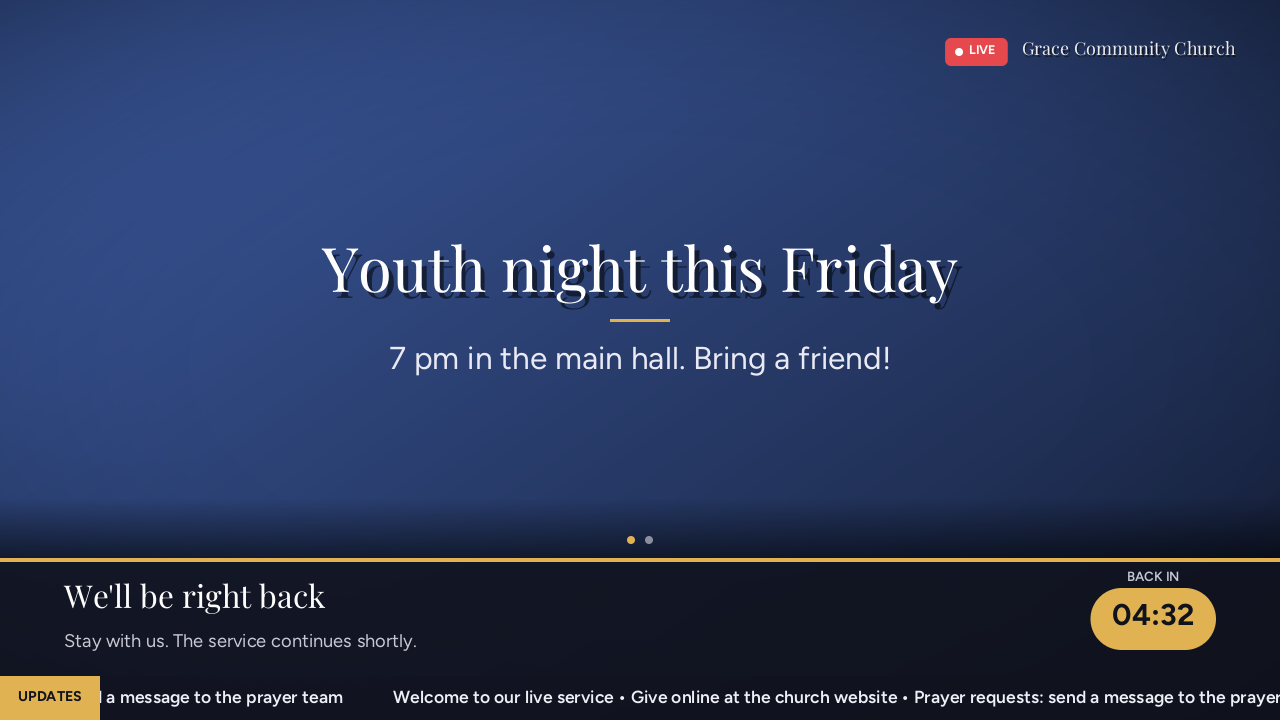 LIVE Grace Community Church
Youth night this Friday
7 pm in the main hall. Bring a friend!
We'll be right back
Stay with us. The service continues shortly.
BACK IN
04:32
UPDATES a message to the prayer team Welcome to our live service • Give online at the church website • Prayer requests: send a message to the prayer